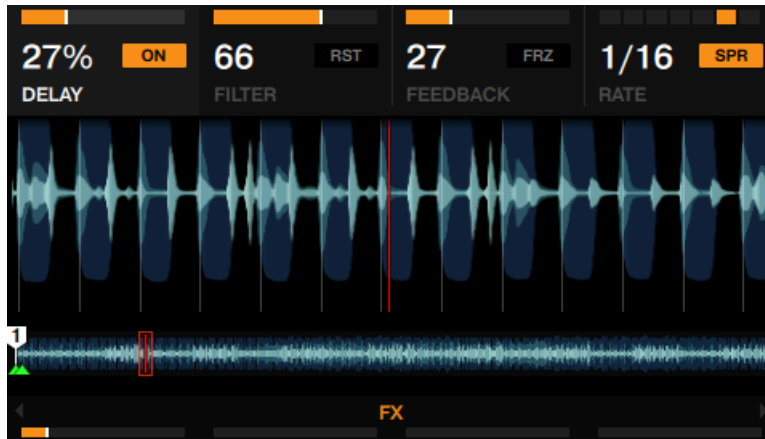 27% ON 66 RST 27 FRZ 1/16 SPR
DELAY FILTER FEEDBACK RATE
1
FX